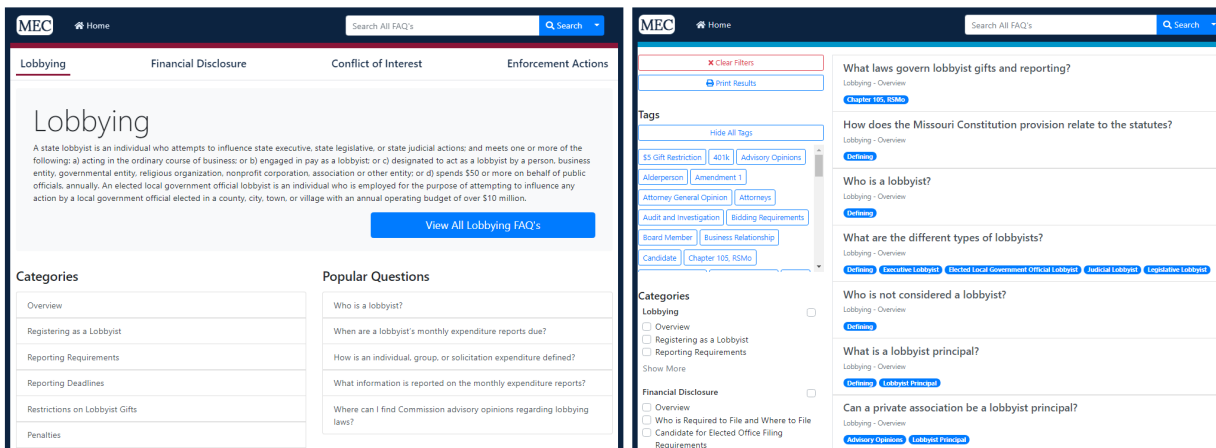 MEC
Home
Search All FAQ's
Search
Lobbying
Financial Disclosure
Conflict of Interest
Enforcement Actions
Lobbying
A state lobbyist is an individual who attempts to influence state executive, state legislative, or state judicial actions; and meets one or more of the
following: a) acting in the ordinary course of business; or b) engaged in pay as a lobbyist; or c) designated to act as a lobbyist by a person, business
entity, governmental entity, religious organization, nonprofit corporation, association or other entity; or d) spends $50 or more on behalf of public
officials, annually. An elected local government official lobbyist is an individual who is employed for the purpose of attempting to influence any
action by a local government official elected in a county, city, town, or village with an annual operating budget of over $10 million.
View All Lobbying FAQ's
Categories
Overview
Registering as a Lobbyist
Reporting Requirements
Reporting Deadlines
Restrictions on Lobbyist Gifts
Penalties
Popular Questions
Who is a lobbyist?
When are a lobbyist's monthly expenditure reports due?
How is an individual, group, or solicitation expenditure defined?
What information is reported on the monthly expenditure reports?
Where can I find Commission advisory opinions regarding lobbying
laws?
MEC
Home
Search All FAQ's
Search
Clear Filters
Print Results
Tags
Hide All Tags
$5 Gift Restriction 401k Advisory Opinions
Alderperson Amendment 1
Attorney General Opinion Attorneys
Audit and Investigation Bidding Requirements
Board Member Business Relationship
Candidate Chapter 105, RSMo
Categories
Lobbying
Overview
Registering as a Lobbyist
Reporting Requirements
Show More
Financial Disclosure
Overview
Who is Required to File and Where to File
Candidate for Elected Office Filing
Requirements
What laws govern lobbyist gifts and reporting?
Lobbying - Overview
Chapter 105, RSMo
How does the Missouri Constitution provision relate to the statutes?
Lobbying - Overview
Defining
Who is a lobbyist?
Lobbying - Overview
Defining
What are the different types of lobbyists?
Lobbying - Overview
Defining Executive Lobbyist Elected Local Government Official Lobbyist Judicial Lobbyist Legislative Lobbyist
Who is not considered a lobbyist?
Lobbying - Overview
Defining
What is a lobbyist principal?
Lobbying - Overview
Defining Lobbyist Principal
Can a private association be a lobbyist principal?
Lobbying - Overview
Advisory Opinions Lobbyist Principal